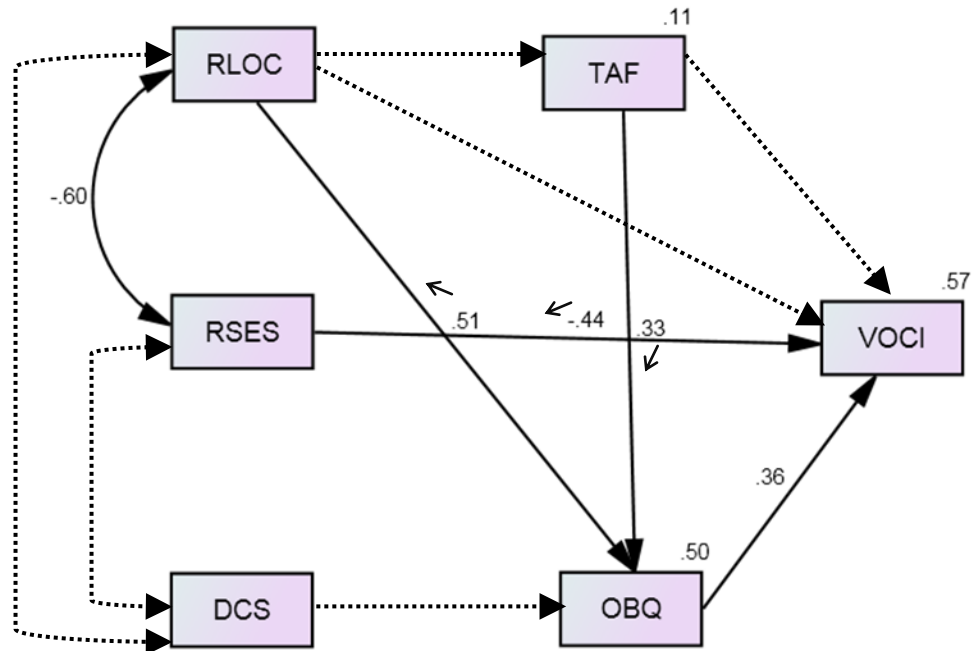 .11
RLOC
TAF
-.60
.57
RSES
.51
-.44
.33
VOCI
.36
.50
DCS
OBQ